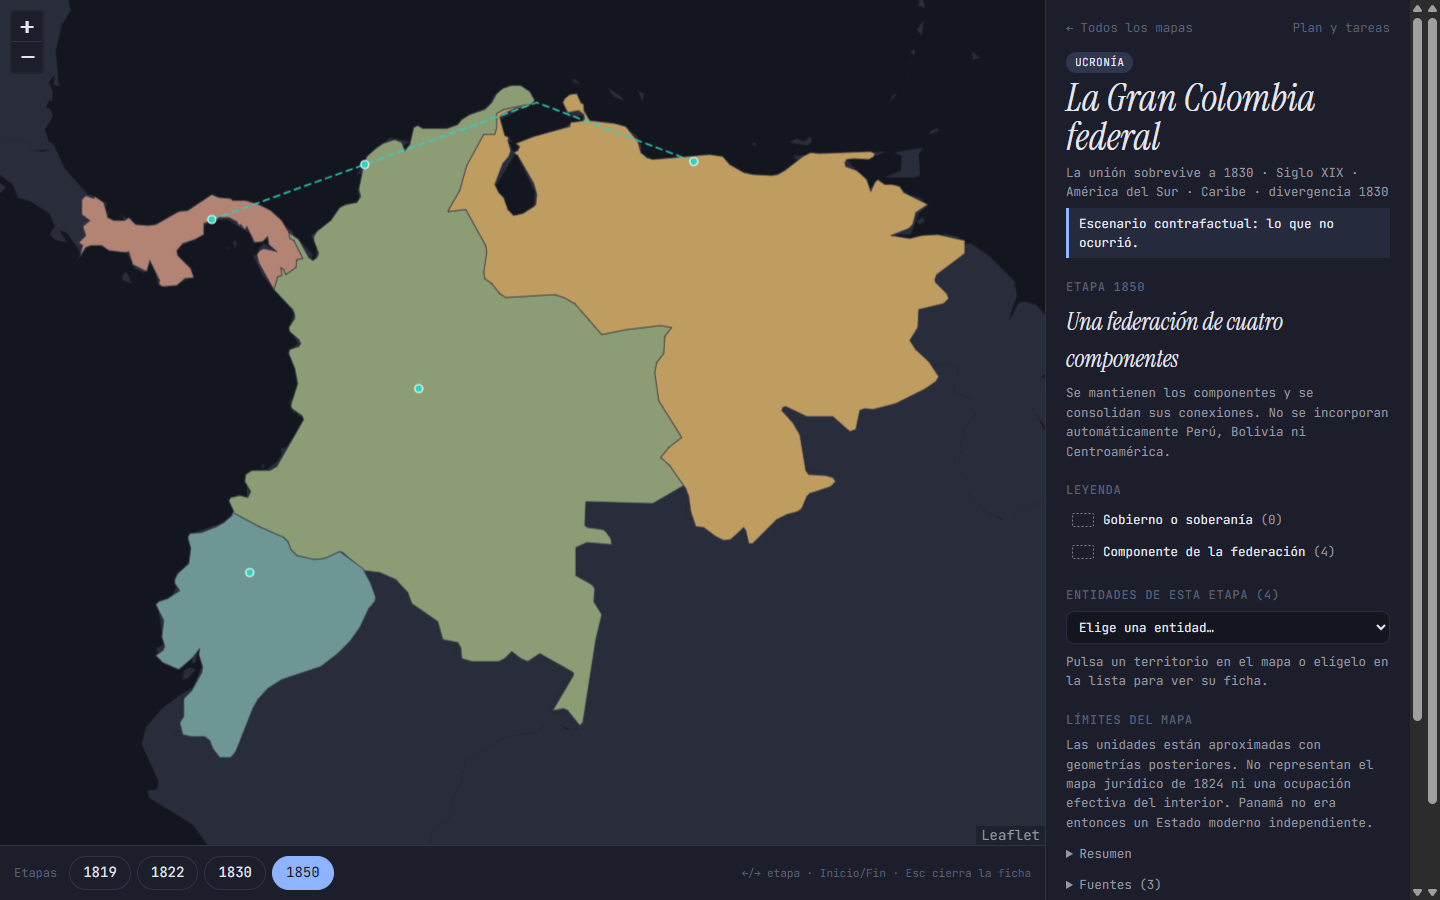 +
−
← Todos los mapas
Plan y tareas
UCRONÍA
La Gran Colombia
federal
La unión sobrevive a 1830 · Siglo XIX ·
América del Sur · Caribe · divergencia 1830
Escenario contrafactual: lo que no
ocurrió.
ETAPA 1850
Una federación de cuatro
componentes
Se mantienen los componentes y se
consolidan sus conexiones. No se incorporan
automáticamente Perú, Bolivia ni
Centroamérica.
LEYENDA
Gobierno o soberanía (0)
Componente de la federación (4)
ENTIDADES DE ESTA ETAPA (4)
Elige una entidad…
Pulsa un territorio en el mapa o elígelo en
la lista para ver su ficha.
LÍMITES DEL MAPA
Las unidades están aproximadas con
geometrías posteriores. No representan el
mapa jurídico de 1824 ni una ocupación
efectiva del interior. Panamá no era
entonces un Estado moderno independiente.
▶ Resumen
▶ Fuentes (3)
Leaflet
Etapas 1819 1822 1830 1850
←/→ etapa · Inicio/Fin · Esc cierra la ficha